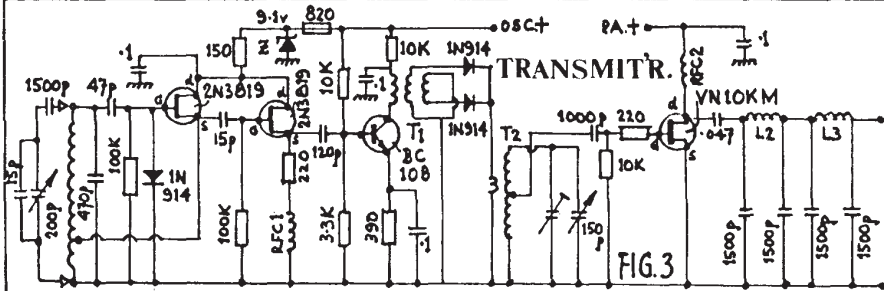 9.1v
820
OSC.+
PA.+
.1
150
Z
10K
.1
1N914
TRANSMIT'R.
RFC2
.1
1500p
47p
d
2N3819
g
s
2N3819
d
g
s
10K
T1
1N914
1000p
220
d
VN10KM
g
s
.047
L2
L3
15p
120p
BC
108
T2
15p
200p
470p
100K
1N
914
100K
220
RFC1
3.3K
390
.1
150
p
10K
FIG.3
1500p
1500p
1500p
1500p